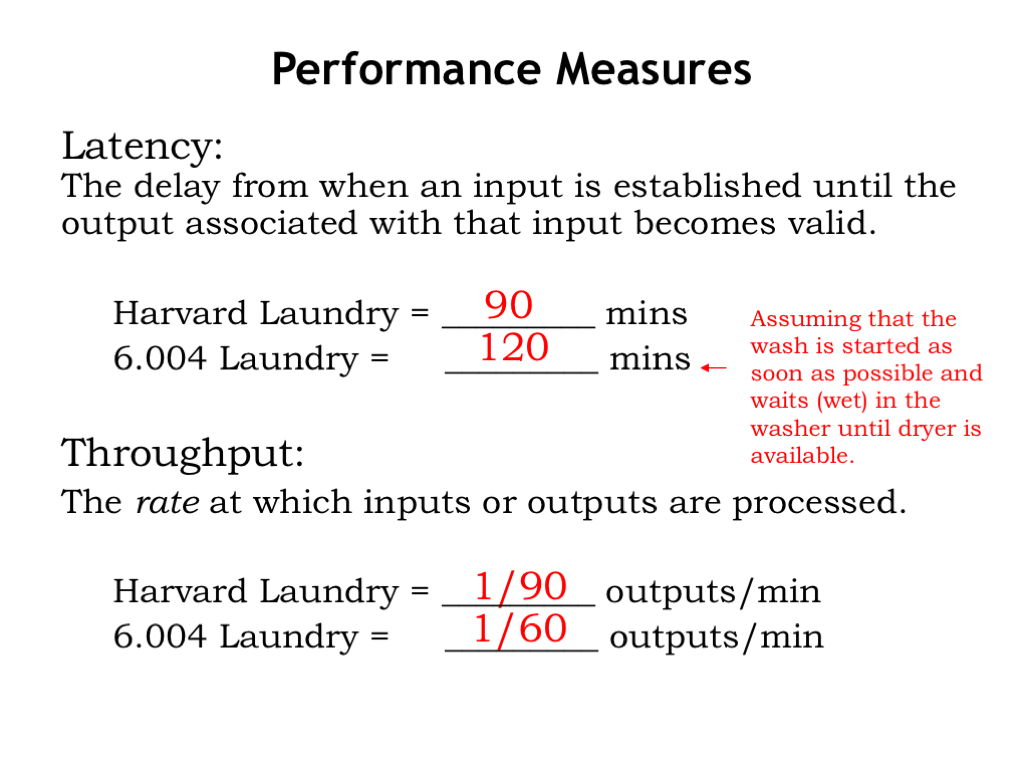 Performance Measures
Latency:
The delay from when an input is established until the
output associated with that input becomes valid.
Harvard Laundry = 90 mins
6.004 Laundry = 120 mins
Assuming that the
wash is started as
soon as possible and
waits (wet) in the
washer until dryer is
available.
Throughput:
The rate at which inputs or outputs are processed.
Harvard Laundry = 1/90 outputs/min
6.004 Laundry = 1/60 outputs/min